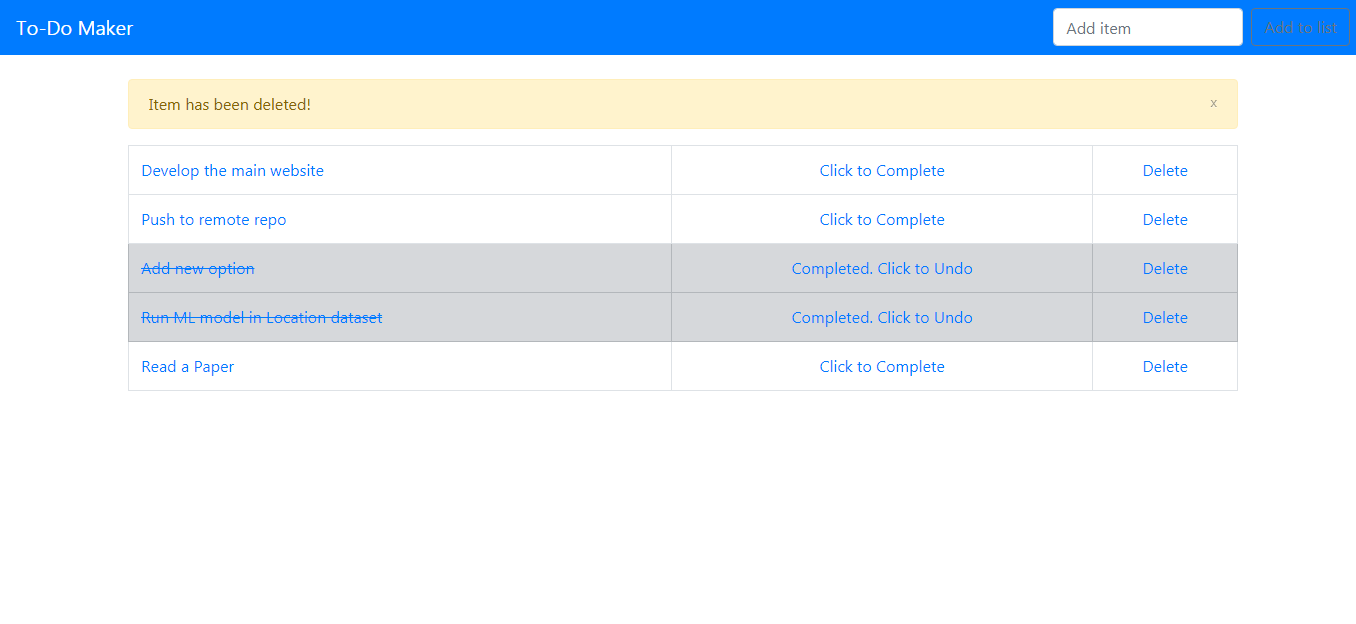 To-Do Maker Add item Add to list
Item has been deleted! x
Develop the main website Click to Complete Delete
Push to remote repo Click to Complete Delete
Add new option Completed. Click to Undo Delete
Run ML model in Location dataset Completed. Click to Undo Delete
Read a Paper Click to Complete Delete